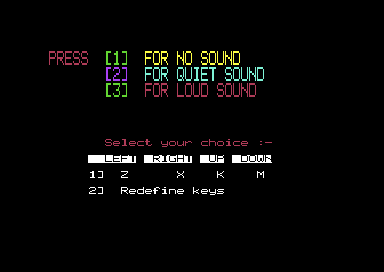 PRESS [1] FOR NO SOUND
[2] FOR QUIET SOUND
[3] FOR LOUD SOUND
Select your choice :-
LEFT RIGHT UP DOWN
1] Z X K M
2] Redefine keys